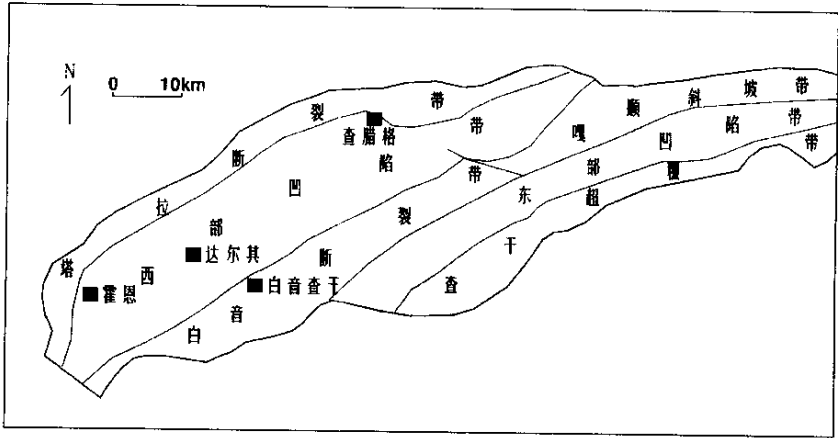 N
0 10km
塔拉断裂带
西部凹陷带
白音断裂带
嘎斜坡带
东部凹陷带
查干超带
查腊格
达尔其
霍恩
白音查干